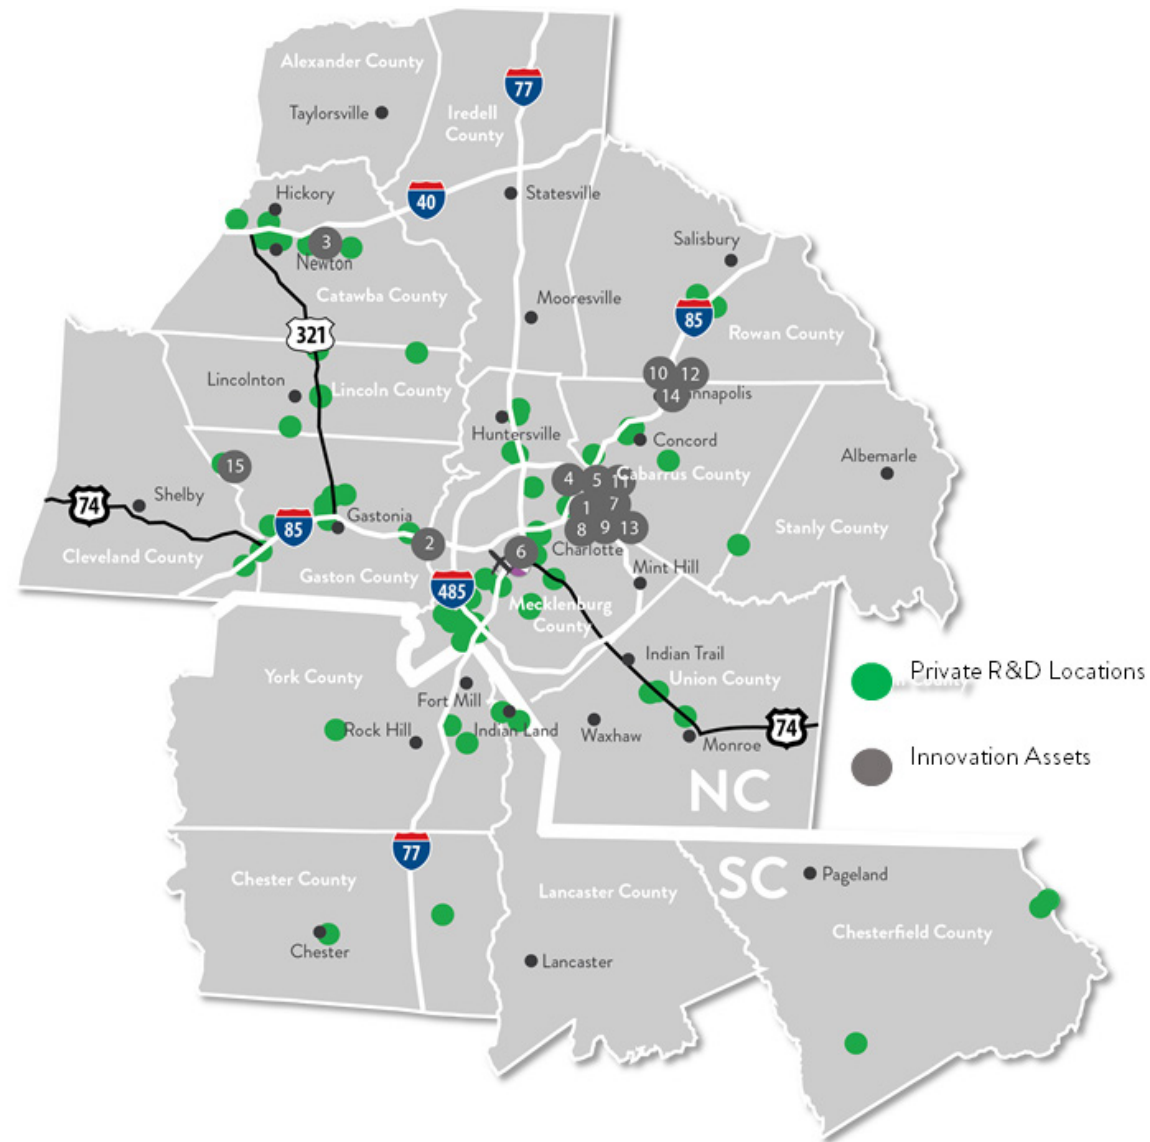 Alexander County
77
Taylorsville
Iredell
County
Hickory
40
Statesville
3
Newton
Salisbury
Catawba County
Mooresville
85
Rowan County
321
10 12
14
nnapolis
Lincolnton
Lincoln County
Huntersville
Concord
15
4 5 11
Cabarrus County
Albemarle
74
Shelby
1 7
Gastonia
85
8 9 13
Stanly County
Cleveland County
2
6
Charlotte
Mint Hill
Gaston County
485
Mecklenburg
County
Indian Trail
York County
Union County
Private R&D Locations
County
Fort Mill
Rock Hill
Indian Land
Waxhaw
Monroe
74
Innovation Assets
NC
77
SC
Pageland
Chester County
Lancaster County
Chesterfield County
Chester
Lancaster